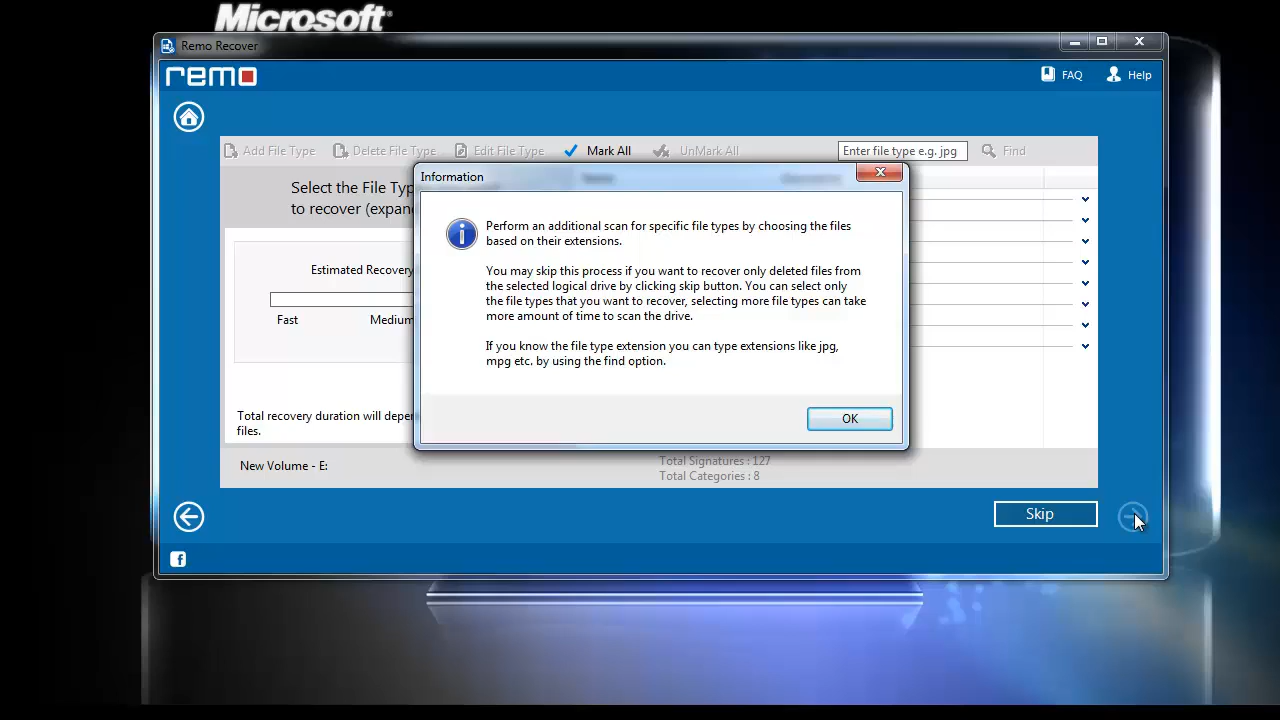 Microsoft
Remo Recover
remo
FAQ
Help
Add File Type
Delete File Type
Edit File Type
Mark All
UnMark All
Enter file type e.g. jpg
Find
Select the File Typ
to recover (expan
Estimated Recovery
Fast
Medium
Total recovery duration will depe
files.
Information
Perform an additional scan for specific file types by choosing the files
based on their extensions.
You may skip this process if you want to recover only deleted files from
the selected logical drive by clicking skip button. You can select only
the file types that you want to recover, selecting more file types can take
more amount of time to scan the drive.
If you know the file type extension you can type extensions like jpg,
mpg etc. by using the find option.
OK
New Volume - E:
Total Signatures : 127
Total Categories : 8
Skip